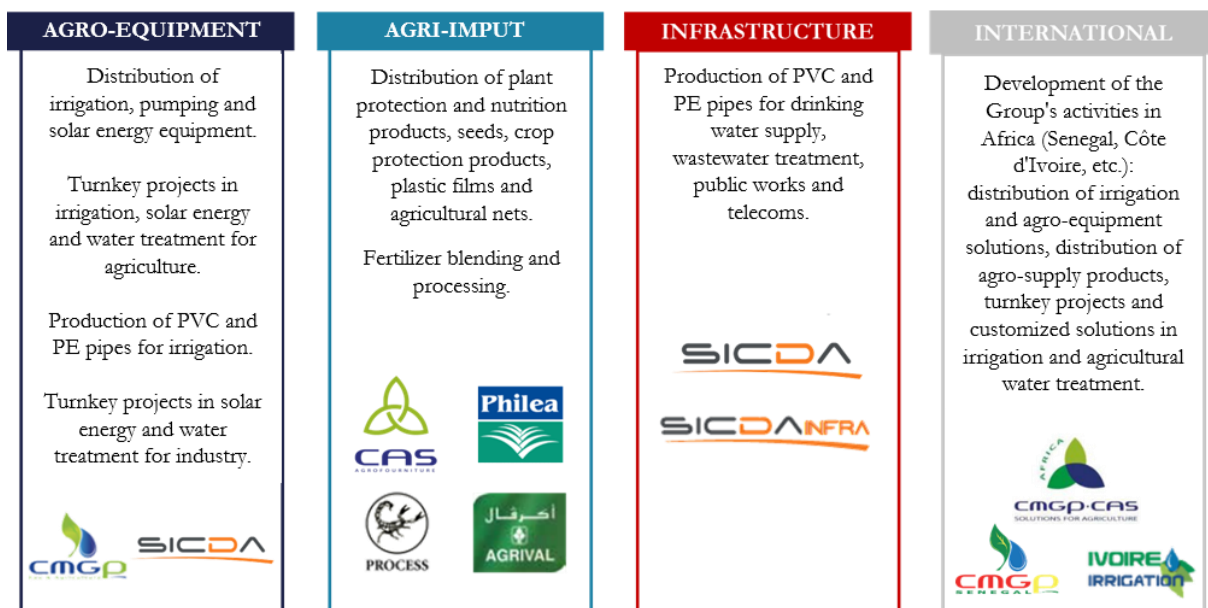 AGRO-EQUIPMENT
Distribution of
irrigation, pumping and
solar energy equipment.
Turnkey projects in
irrigation, solar energy
and water treatment for
agriculture.
Production of PVC and
PE pipes for irrigation.
Turnkey projects in solar
energy and water
treatment for industry.
CMGP
SICDA
AGRI-IMPUT
Distribution of plant
protection and nutrition
products, seeds, crop
protection products,
plastic films and
agricultural nets.
Fertilizer blending and
processing.
CAS
AGROFOURNITURE
Philea
PROCESS
أكرفال
AGRIVAL
INFRASTRUCTURE
Production of PVC and
PE pipes for drinking
water supply,
wastewater treatment,
public works and
telecoms.
SICDA
SICDA INFRA
INTERNATIONAL
Development of the
Group's activities in
Africa (Senegal, Côte
d'Ivoire, etc.):
distribution of irrigation
and agro-equipment
solutions, distribution of
agro-supply products,
turnkey projects and
customized solutions in
irrigation and agricultural
water treatment.
AFRICA
CMGP·CAS
SOLUTIONS FOR AGRICULTURE
CMGP
SENEGAL
IVOIRE
IRRIGATION